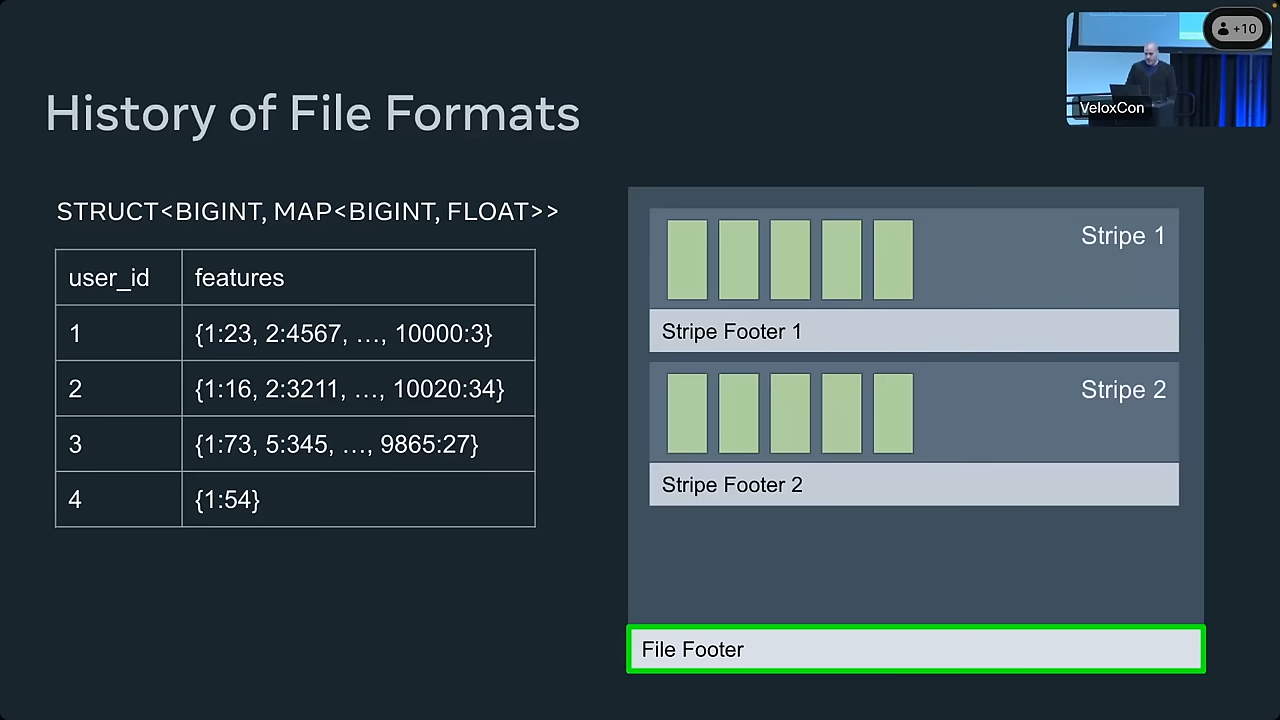 +10
VeloxCon
History of File Formats
STRUCT<BIGINT, MAP<BIGINT, FLOAT>>
user_id features
1 {1:23, 2:4567, …, 10000:3}
2 {1:16, 2:3211, …, 10020:34}
3 {1:73, 5:345, …, 9865:27}
4 {1:54}
Stripe 1
Stripe Footer 1
Stripe 2
Stripe Footer 2
File Footer